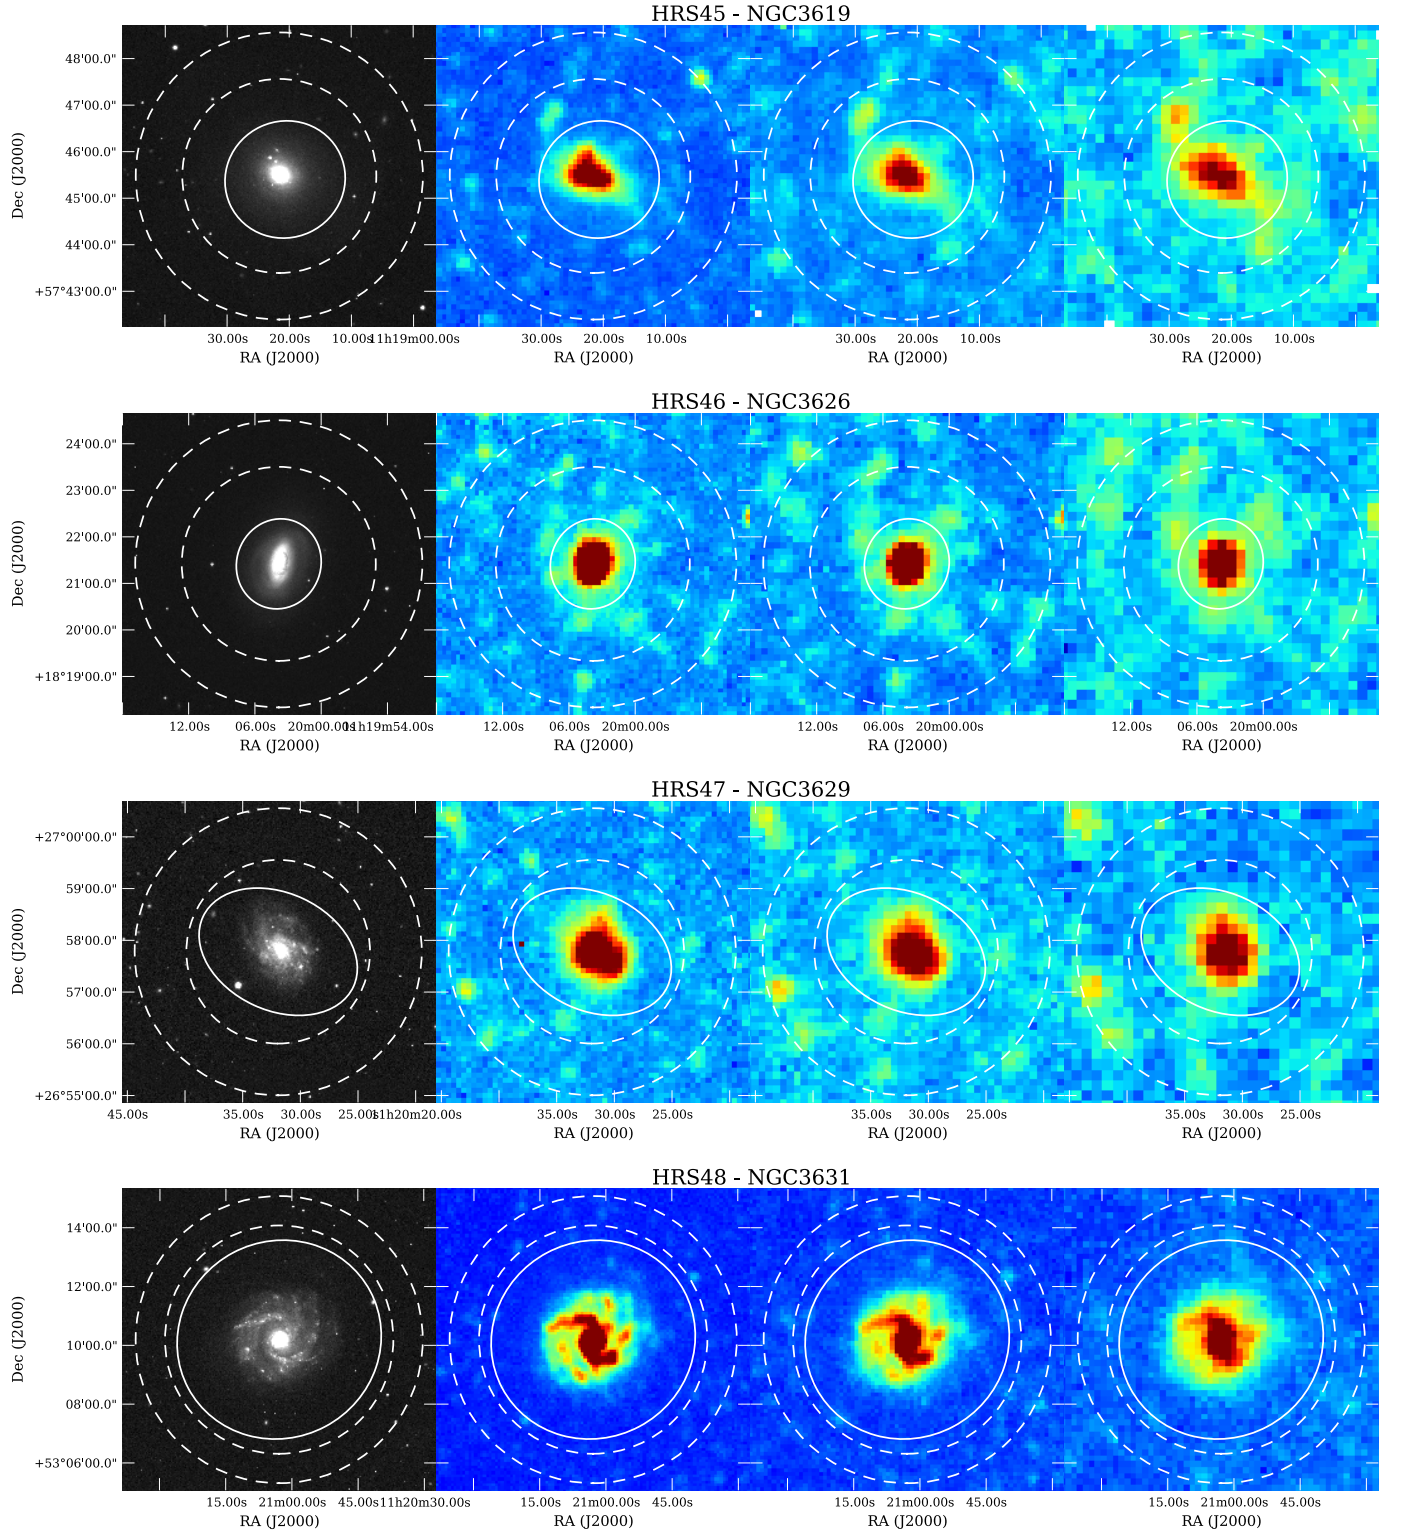 HRS45 - NGC3619
48'00.0"
47'00.0"
46'00.0"
45'00.0"
44'00.0"
+57°43'00.0"
Dec (J2000)
30.00s 20.00s 10.00s 11h19m00.00s 30.00s 20.00s 10.00s 30.00s 20.00s 10.00s 30.00s 20.00s 10.00s
RA (J2000) RA (J2000) RA (J2000) RA (J2000)
HRS46 - NGC3626
24'00.0"
23'00.0"
22'00.0"
21'00.0"
20'00.0"
+18°19'00.0"
Dec (J2000)
12.00s 06.00s 20m00.00s 11h19m54.00s 12.00s 06.00s 20m00.00s 12.00s 06.00s 20m00.00s 12.00s 06.00s 20m00.00s
RA (J2000) RA (J2000) RA (J2000) RA (J2000)
HRS47 - NGC3629
+27°00'00.0"
59'00.0"
58'00.0"
57'00.0"
56'00.0"
+26°55'00.0"
Dec (J2000)
45.00s 35.00s 30.00s 25.00s 11h20m20.00s 35.00s 30.00s 25.00s 35.00s 30.00s 25.00s 35.00s 30.00s 25.00s
RA (J2000) RA (J2000) RA (J2000) RA (J2000)
HRS48 - NGC3631
14'00.0"
12'00.0"
10'00.0"
08'00.0"
+53°06'00.0"
Dec (J2000)
15.00s 21m00.00s 45.00s 11h20m30.00s 15.00s 21m00.00s 45.00s 15.00s 21m00.00s 45.00s 15.00s 21m00.00s 45.00s
RA (J2000) RA (J2000) RA (J2000) RA (J2000)